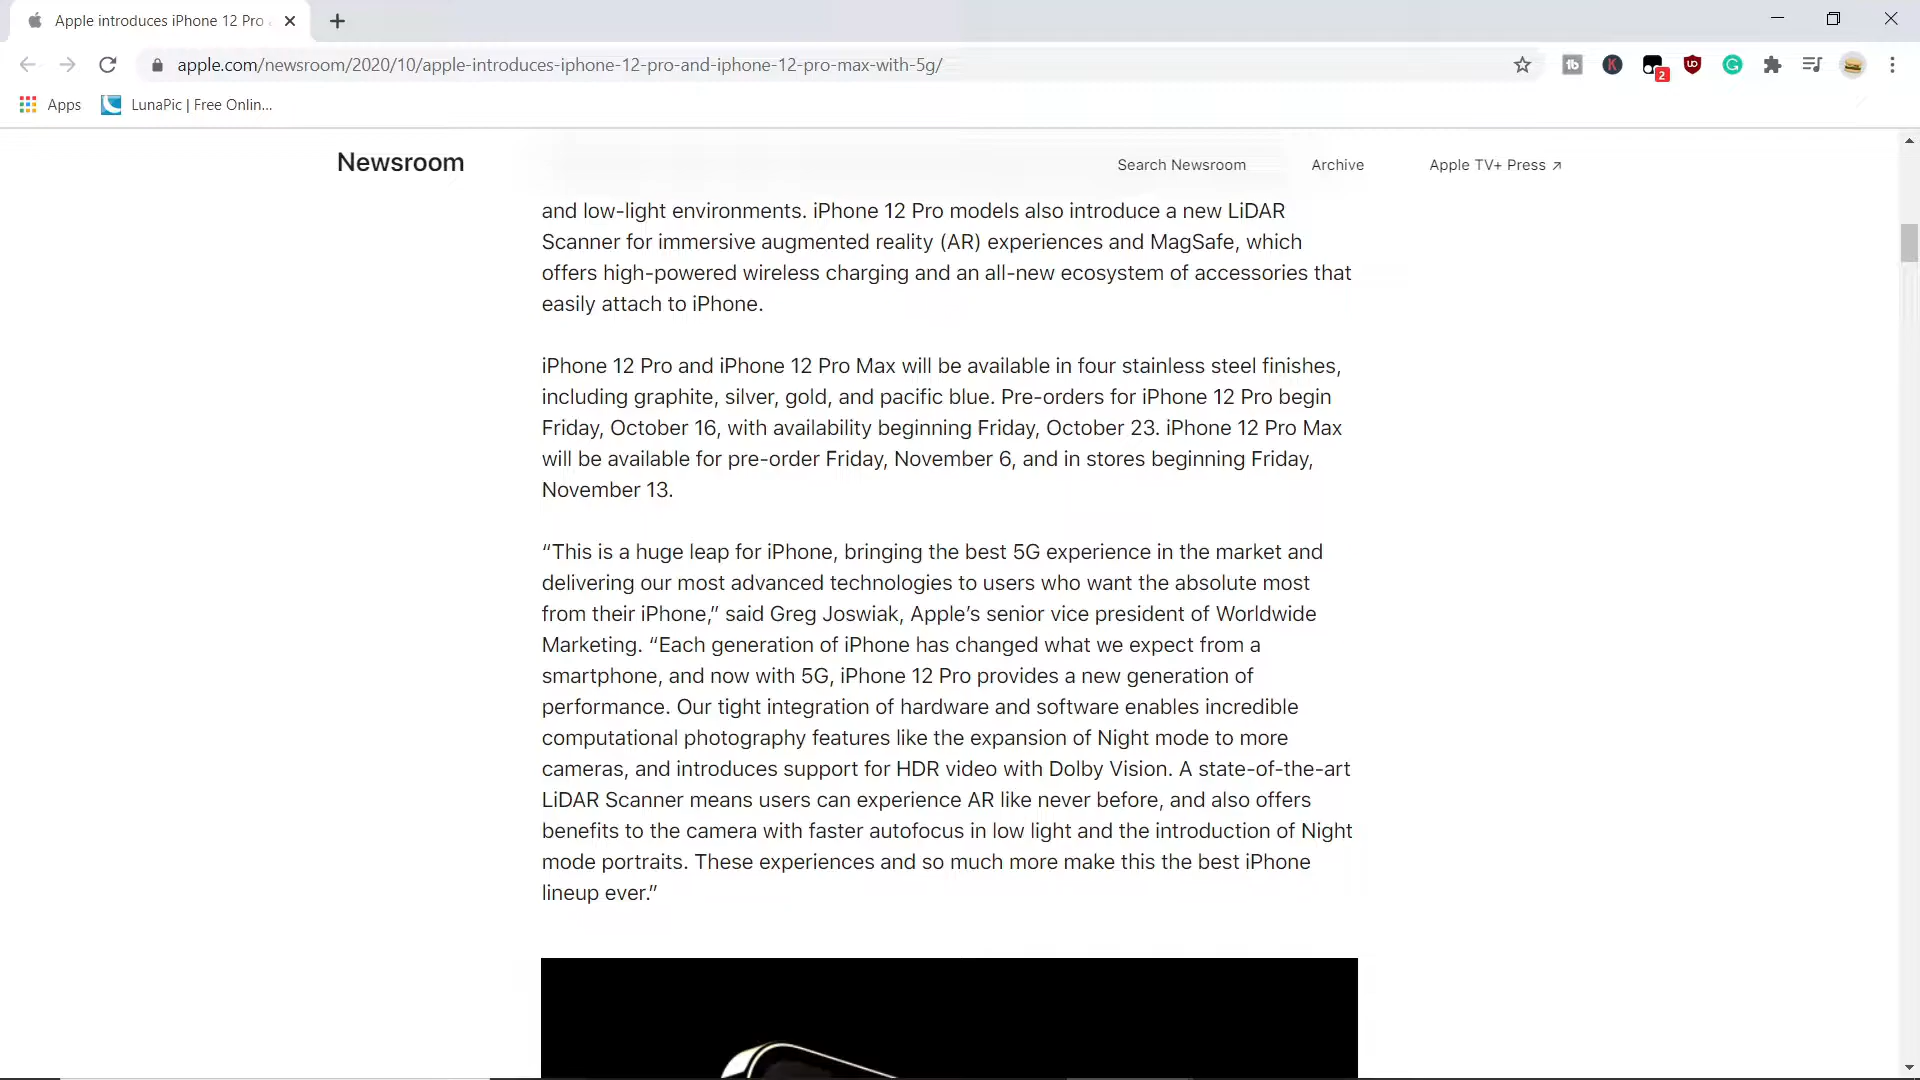 Apple introduces iPhone 12 Pro
apple.com/newsroom/2020/10/apple-introduces-iphone-12-pro-and-iphone-12-pro-max-with-5g/
2
Apps
LunaPic | Free Onlin...
Newsroom
Search Newsroom
Archive
Apple TV+ Press ↗
and low-light environments. iPhone 12 Pro models also introduce a new LiDAR
Scanner for immersive augmented reality (AR) experiences and MagSafe, which
offers high-powered wireless charging and an all-new ecosystem of accessories that
easily attach to iPhone.
iPhone 12 Pro and iPhone 12 Pro Max will be available in four stainless steel finishes,
including graphite, silver, gold, and pacific blue. Pre-orders for iPhone 12 Pro begin
Friday, October 16, with availability beginning Friday, October 23. iPhone 12 Pro Max
will be available for pre-order Friday, November 6, and in stores beginning Friday,
November 13.
“This is a huge leap for iPhone, bringing the best 5G experience in the market and
delivering our most advanced technologies to users who want the absolute most
from their iPhone,” said Greg Joswiak, Apple’s senior vice president of Worldwide
Marketing. “Each generation of iPhone has changed what we expect from a
smartphone, and now with 5G, iPhone 12 Pro provides a new generation of
performance. Our tight integration of hardware and software enables incredible
computational photography features like the expansion of Night mode to more
cameras, and introduces support for HDR video with Dolby Vision. A state-of-the-art
LiDAR Scanner means users can experience AR like never before, and also offers
benefits to the camera with faster autofocus in low light and the introduction of Night
mode portraits. These experiences and so much more make this the best iPhone
lineup ever.”